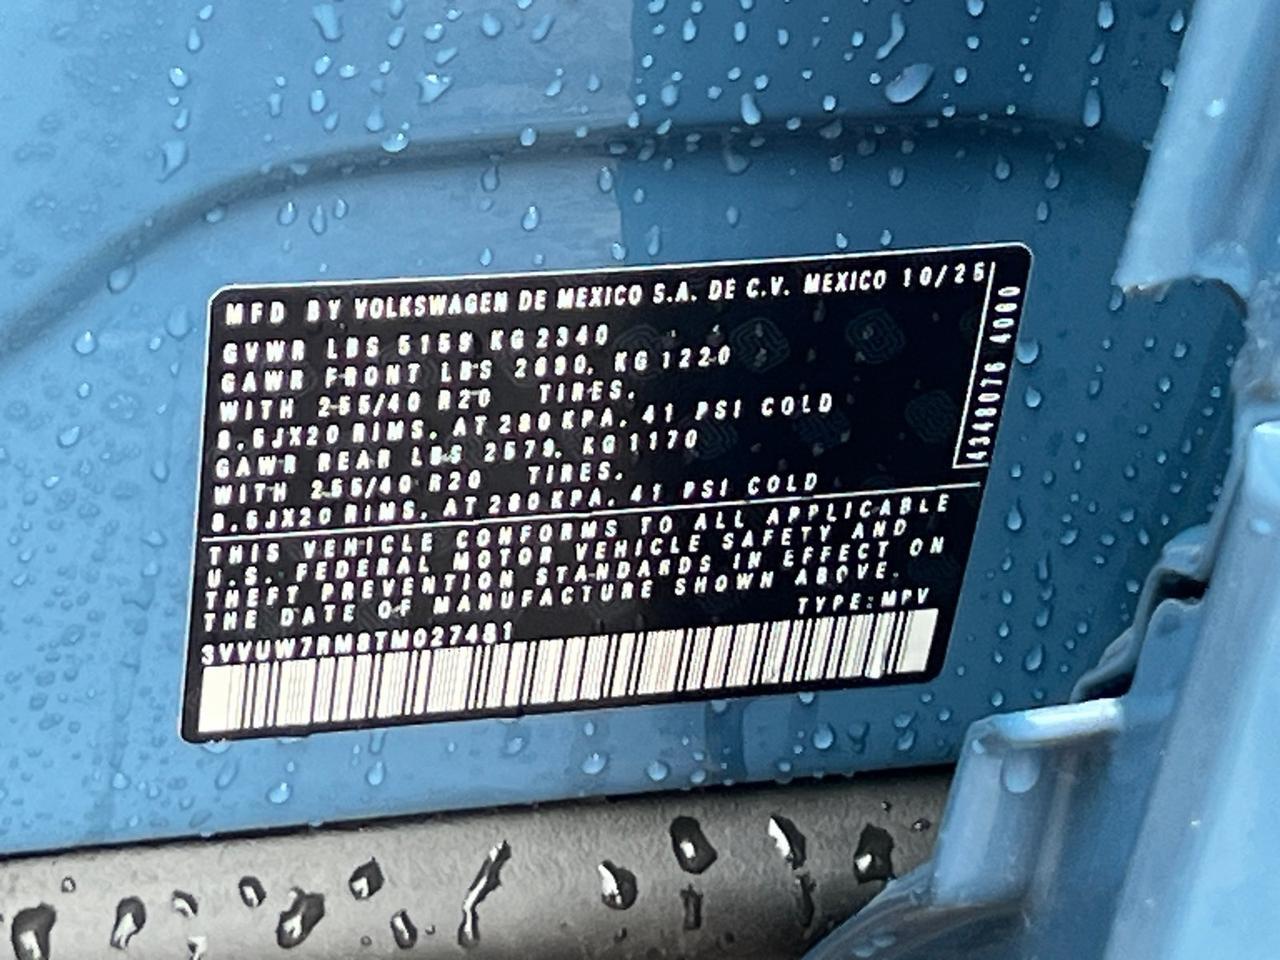 MFD BY VOLKSWAGEN DE MEXICO S.A. DE C.V. MEXICO 10/25
GVWR LBS 5159 KG 2340
GAWR FRONT LBS 2690. KG 1220
WITH 255/40 R20 TIRES.
8.5JX20 RIMS. AT 280 KPA. 41 PSI COLD
GAWR REAR LBS 2579. KG 1170
WITH 255/40 R20 TIRES.
8.5JX20 RIMS. AT 280 KPA. 41 PSI COLD
4348076 4000
THIS VEHICLE CONFORMS TO ALL APPLICABLE
U.S. FEDERAL MOTOR VEHICLE SAFETY AND
THEFT PREVENTION STANDARDS IN EFFECT ON
THE DATE OF MANUFACTURE SHOWN ABOVE.
TYPE: MPV
3VVUW7RM8TM027481